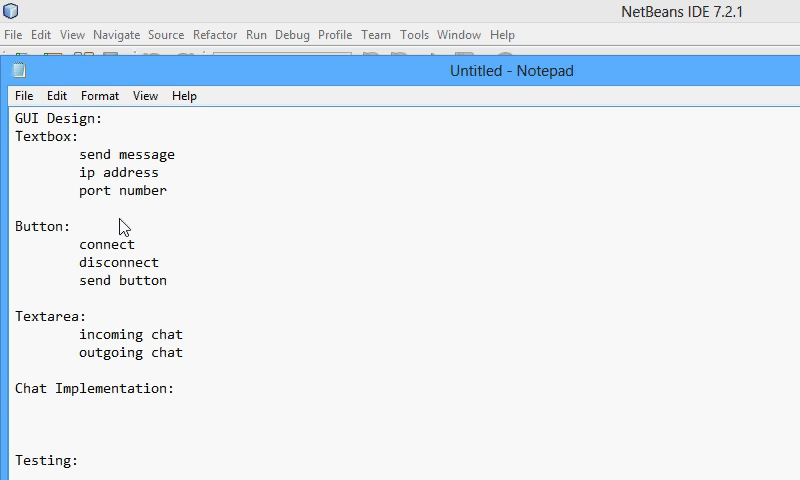 NetBeans IDE 7.2.1
File Edit View Navigate Source Refactor Run Debug Profile Team Tools Window Help
Untitled - Notepad
File Edit Format View Help
GUI Design:
Textbox:
send message
ip address
port number
Button:
connect
disconnect
send button
Textarea:
incoming chat
outgoing chat
Chat Implementation:
Testing: